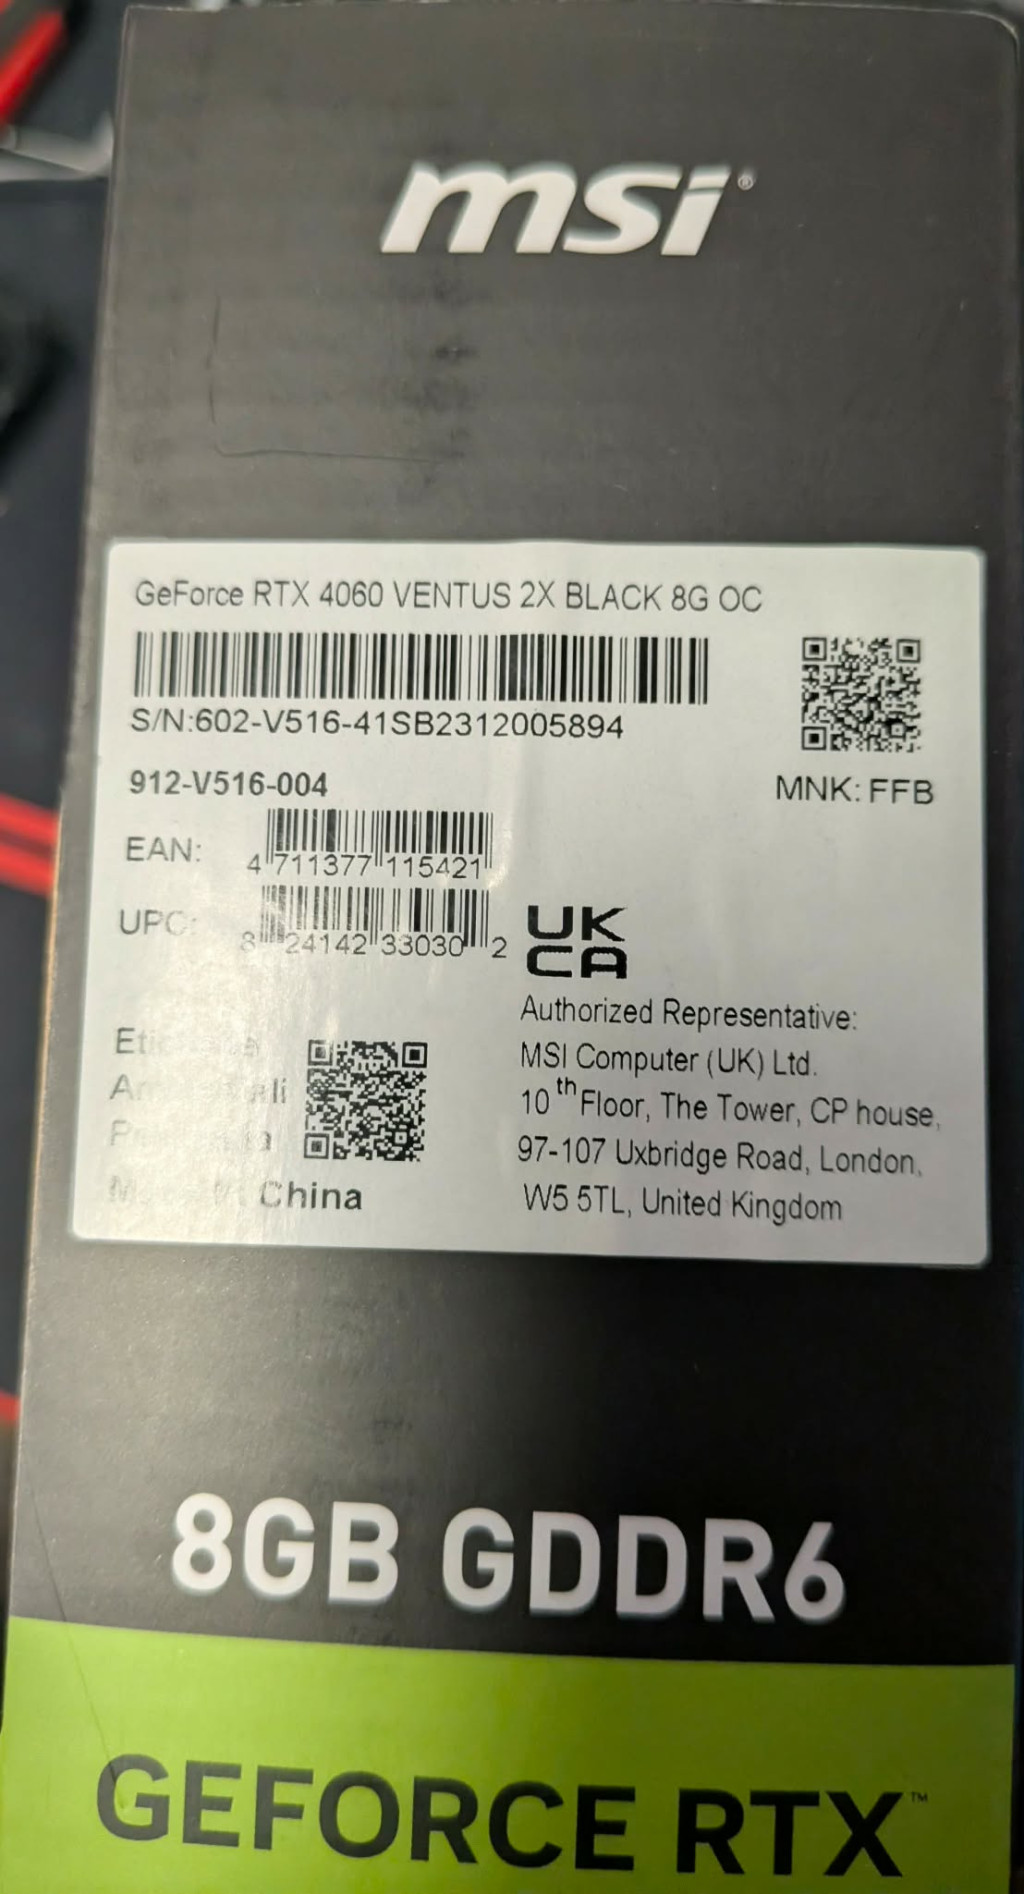 msi®
GeForce RTX 4060 VENTUS 2X BLACK 8G OC
S/N:602-V516-41SB2312005894
912-V516-004
MNK: FFB
EAN:
4 711377 115421
UPC:
8 24142 33030 2
UK
CA
Authorized Representative:
MSI Computer (UK) Ltd.
10th Floor, The Tower, CP house,
97-107 Uxbridge Road, London,
W5 5TL, United Kingdom
China
8GB GDDR6
GEFORCE RTX™